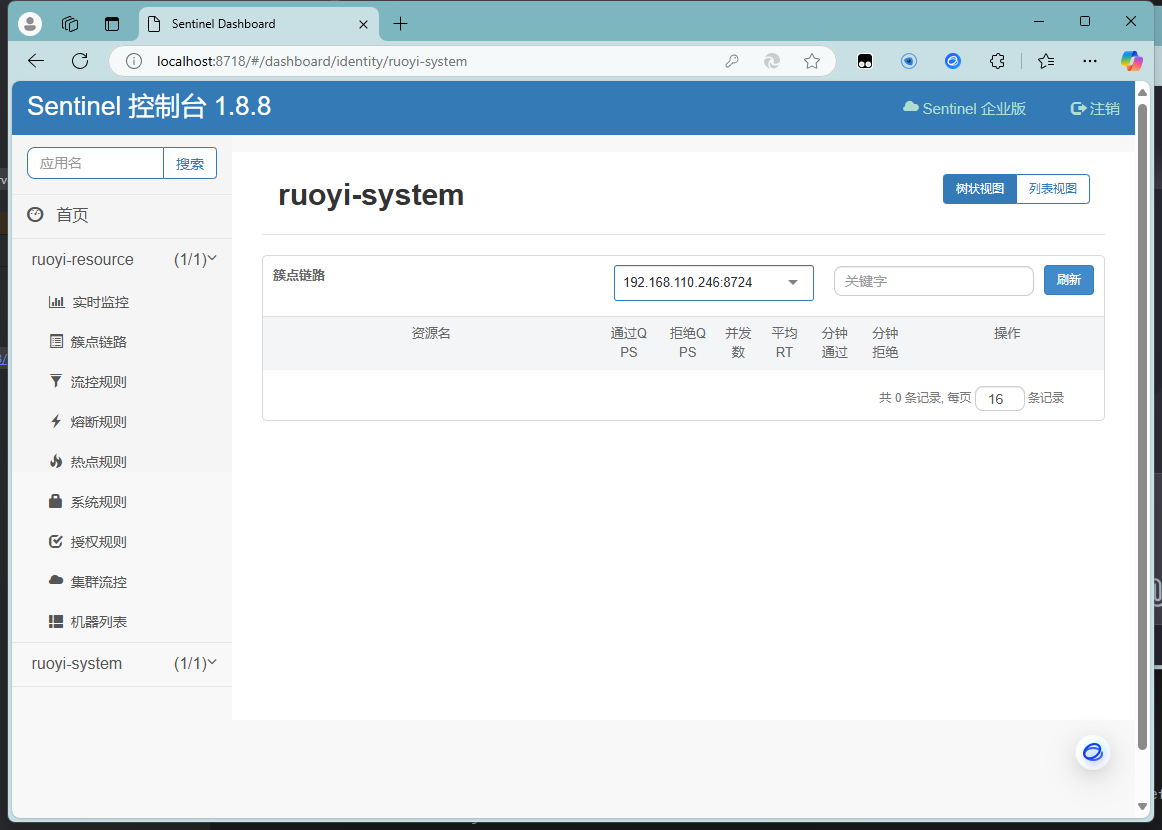 Sentinel Dashboard
localhost:8718/#/dashboard/identity/ruoyi-system
Sentinel 控制台 1.8.8
Sentinel 企业版
注销
应用名
搜索
首页
ruoyi-resource (1/1)
实时监控
簇点链路
流控规则
熔断规则
热点规则
系统规则
授权规则
集群流控
机器列表
ruoyi-system (1/1)
ruoyi-system
树状视图
列表视图
簇点链路
192.168.110.246:8724
关键字
刷新
资源名
通过Q
PS
拒绝Q
PS
并发
数
平均
RT
分钟
通过
分钟
拒绝
操作
共 0 条记录, 每页 16 条记录